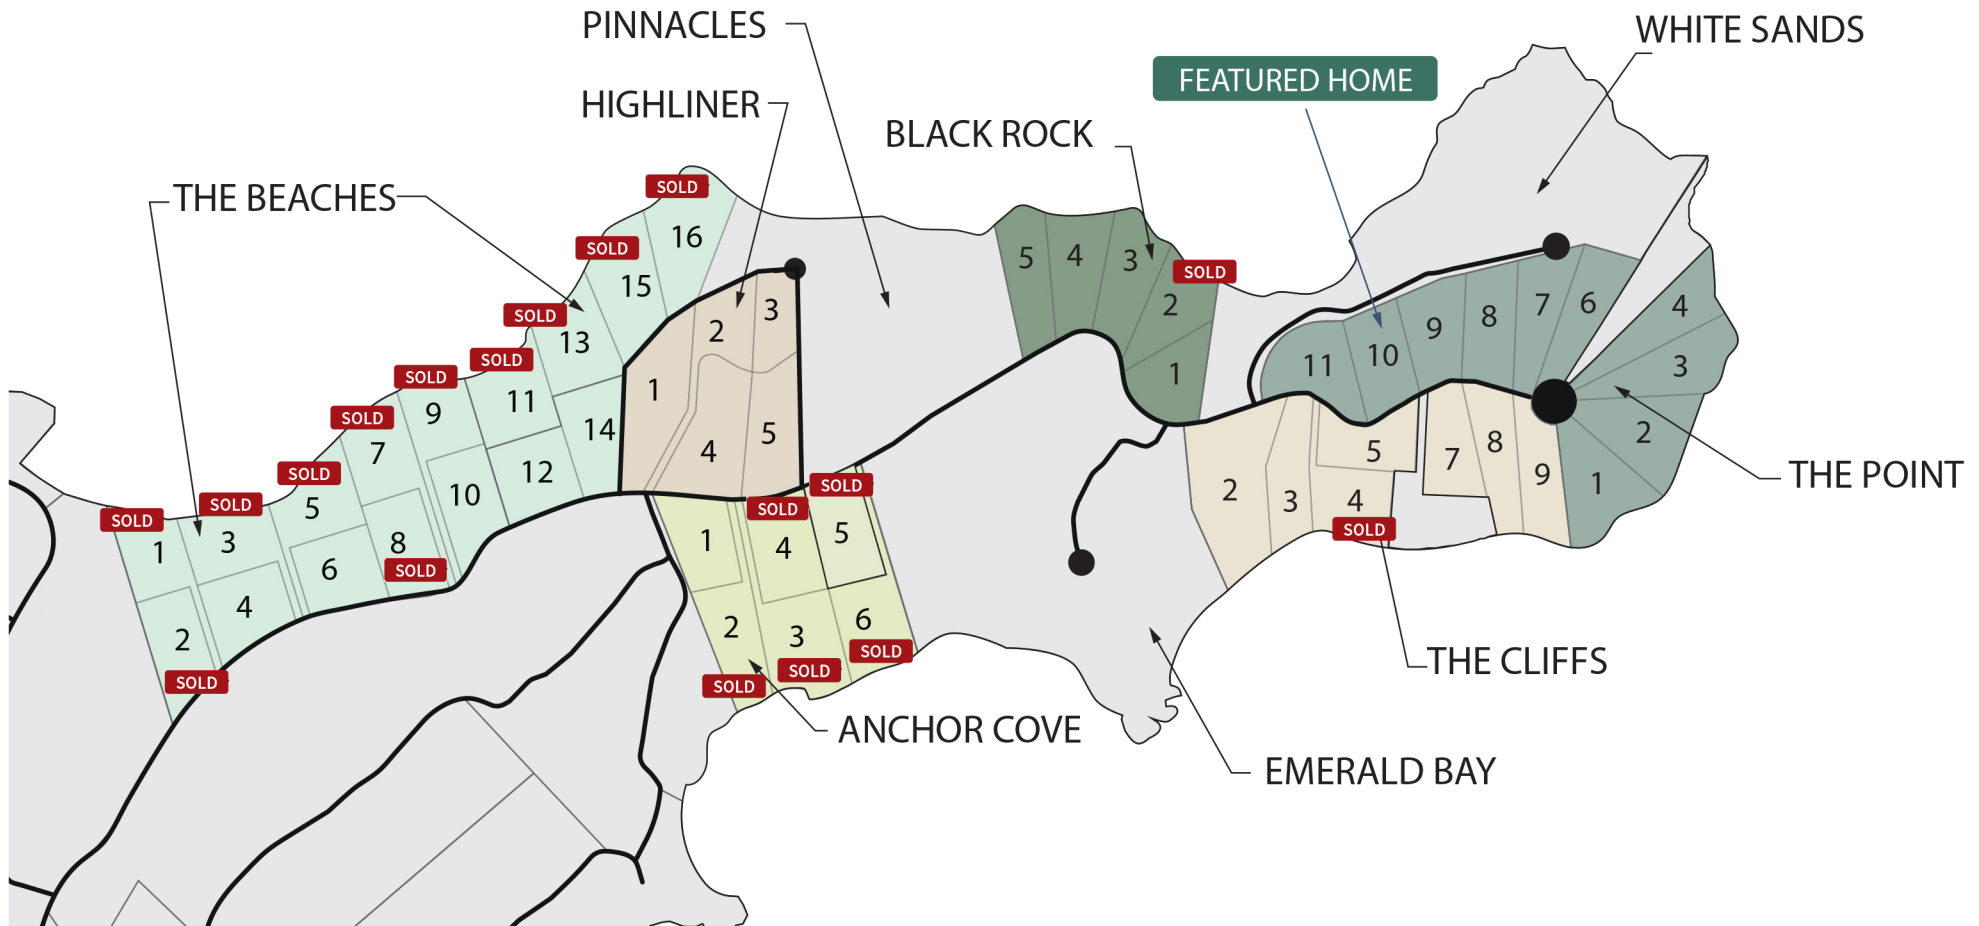 PINNACLES
WHITE SANDS
FEATURED HOME
HIGHLINER
BLACK ROCK
THE BEACHES
SOLD
16
SOLD
15
SOLD
13
SOLD
11
SOLD
9
SOLD
7
SOLD
5
SOLD
3
SOLD
1
14
12
10
8
SOLD
6
4
2
SOLD
1
2
3
4
5
5
4
3
2
SOLD
1
11
10
9
8
7
6
4
3
2
1
THE POINT
2
3
4
SOLD
5
7
8
9
THE CLIFFS
SOLD
SOLD
1
4
5
2
3
6
SOLD
SOLD
SOLD
ANCHOR COVE
EMERALD BAY